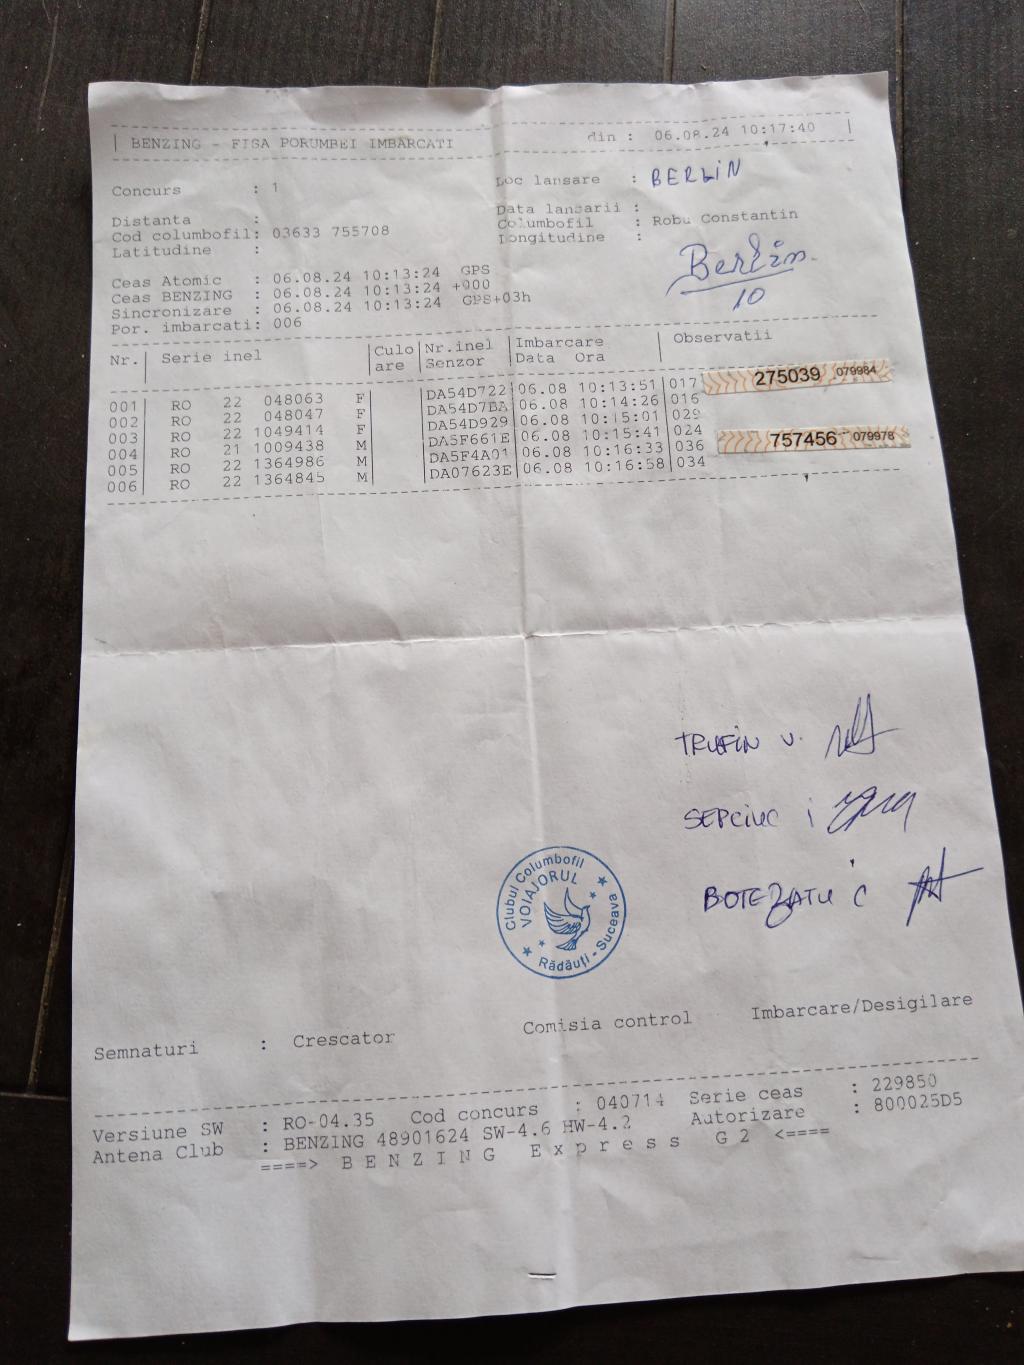 BENZING - FISA PORUMBEI IMBARCATI din : 06.08.24 10:17:40
Concurs : 1 Loc lansare : BERLIN
Distanta : Data lansarii :
Cod columbofil: 03633 755708 Columbofil : Robu Constantin
Latitudine : Longitudine :
Berlin
10
Ceas Atomic : 06.08.24 10:13:24 GPS
Ceas BENZING : 06.08.24 10:13:24 +000
Sincronizare : 06.08.24 10:13:24 GPS+03h
Por. imbarcati: 006
Nr. Serie inel Culo Nr.inel Imbarcare Observatii
are Senzor Data Ora
001 RO 22 048063 F DA54D722 06.08 10:13:51 017 275039 079984
002 RO 22 048047 F DA54D7BA 06.08 10:14:26 016
003 RO 22 1049414 F DA54D929 06.08 10:15:01 029
004 RO 21 1009438 M DA5F661E 06.08 10:15:41 024 757456 079978
005 RO 22 1364986 M DA5F4A01 06.08 10:16:33 036
006 RO 22 1364845 M DA07623E 06.08 10:16:58 034
TRUFIN V.
SEPCIUC I
BOTEZATU C
Clubul Columbofil
VOIAJORUL
Rădăuți - Suceava
Semnaturi : Crescator Comisia control Imbarcare/Desigilare
Versiune SW : RO-04.35 Cod concurs : 040714 Serie ceas : 229850
Antena Club : BENZING 48901624 SW-4.6 HW-4.2 Autorizare : 800025D5
====> B E N Z I N G E x p r e s s G 2 <====